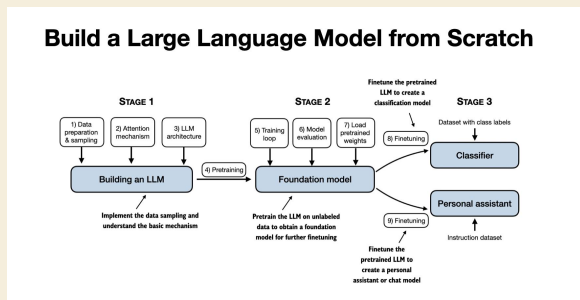 Build a Large Language Model from Scratch
STAGE 1
1) Data
preparation
& sampling
2) Attention
mechanism
3) LLM
architecture
Building an LLM
Implement the data sampling and
understand the basic mechanism
4) Pretraining
STAGE 2
5) Training
loop
6) Model
evaluation
7) Load
pretrained
weights
Foundation model
Pretrain the LLM on unlabeled
data to obtain a foundation
model for further finetuning
Finetune the pretrained
LLM to create a
classification model
STAGE 3
Dataset with class labels
8) Finetuning
Classifier
Personal assistant
9) Finetuning
Instruction dataset
Finetune the
pretrained LLM to
create a personal
assistant or chat model